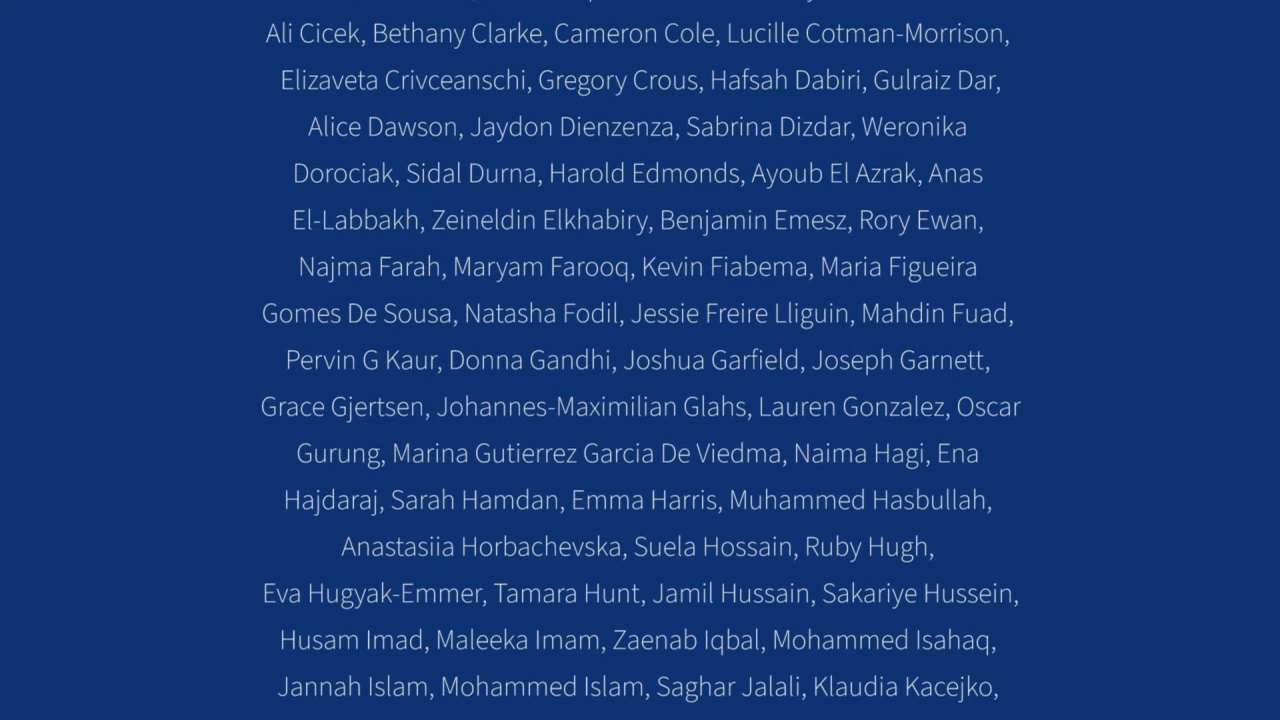 Ali Cicek, Bethany Clarke, Cameron Cole, Lucille Cotman-Morrison,
Elizaveta Crivceanschi, Gregory Crous, Hafsah Dabiri, Gulraiz Dar,
Alice Dawson, Jaydon Dienzenza, Sabrina Dizdar, Weronika
Dorociak, Sidal Durna, Harold Edmonds, Ayoub El Azrak, Anas
El-Labbakh, Zeineldin Elkhabiry, Benjamin Emesz, Rory Ewan,
Najma Farah, Maryam Farooq, Kevin Fiabema, Maria Figueira
Gomes De Sousa, Natasha Fodil, Jessie Freire Lliguin, Mahdin Fuad,
Pervin G Kaur, Donna Gandhi, Joshua Garfield, Joseph Garnett,
Grace Gjertsen, Johannes-Maximilian Glahs, Lauren Gonzalez, Oscar
Gurung, Marina Gutierrez Garcia De Viedma, Naima Hagi, Ena
Hajdaraj, Sarah Hamdan, Emma Harris, Muhammed Hasbullah,
Anastasiia Horbachevska, Suela Hossain, Ruby Hugh,
Eva Hugyak-Emmer, Tamara Hunt, Jamil Hussain, Sakariye Hussein,
Husam Imad, Maleeka Imam, Zaenab Iqbal, Mohammed Isahaq,
Jannah Islam, Mohammed Islam, Saghar Jalali, Klaudia Kacejko,